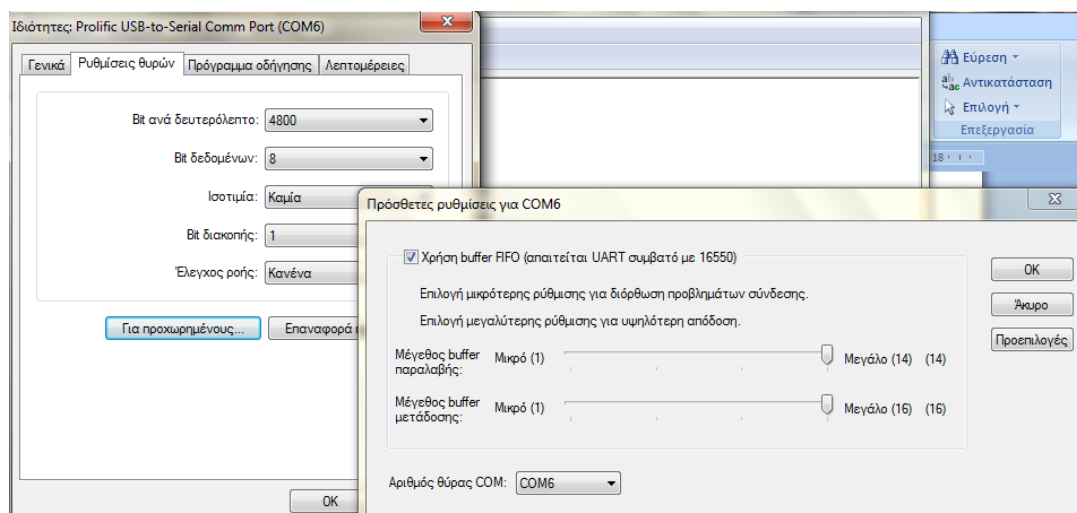 Ιδιότητες: Prolific USB-to-Serial Comm Port (COM6)
Γενικά Ρυθμίσεις θυρών Πρόγραμμα οδήγησης Λεπτομέρειες
Bit ανά δευτερόλεπτο: 4800
Bit δεδομένων: 8
Ισοτιμία: Καμία
Bit διακοπής: 1
Έλεγχος ροής: Κανένα
Για προχωρημένους... Επαναφορά
OK
Εύρεση
Αντικατάσταση
Επιλογή
Επεξεργασία
18
Πρόσθετες ρυθμίσεις για COM6
Χρήση buffer FIFO (απαιτείται UART συμβατό με 16550)
Επιλογή μικρότερης ρύθμισης για διόρθωση προβλημάτων σύνδεσης.
Επιλογή μεγαλύτερης ρύθμισης για υψηλότερη απόδοση.
Μέγεθος buffer
παραλαβής:
Μικρό (1) Μεγάλο (14) (14)
Μέγεθος buffer
μετάδοσης:
Μικρό (1) Μεγάλο (16) (16)
Αριθμός θύρας COM: COM6
OK
Άκυρο
Προεπιλογές